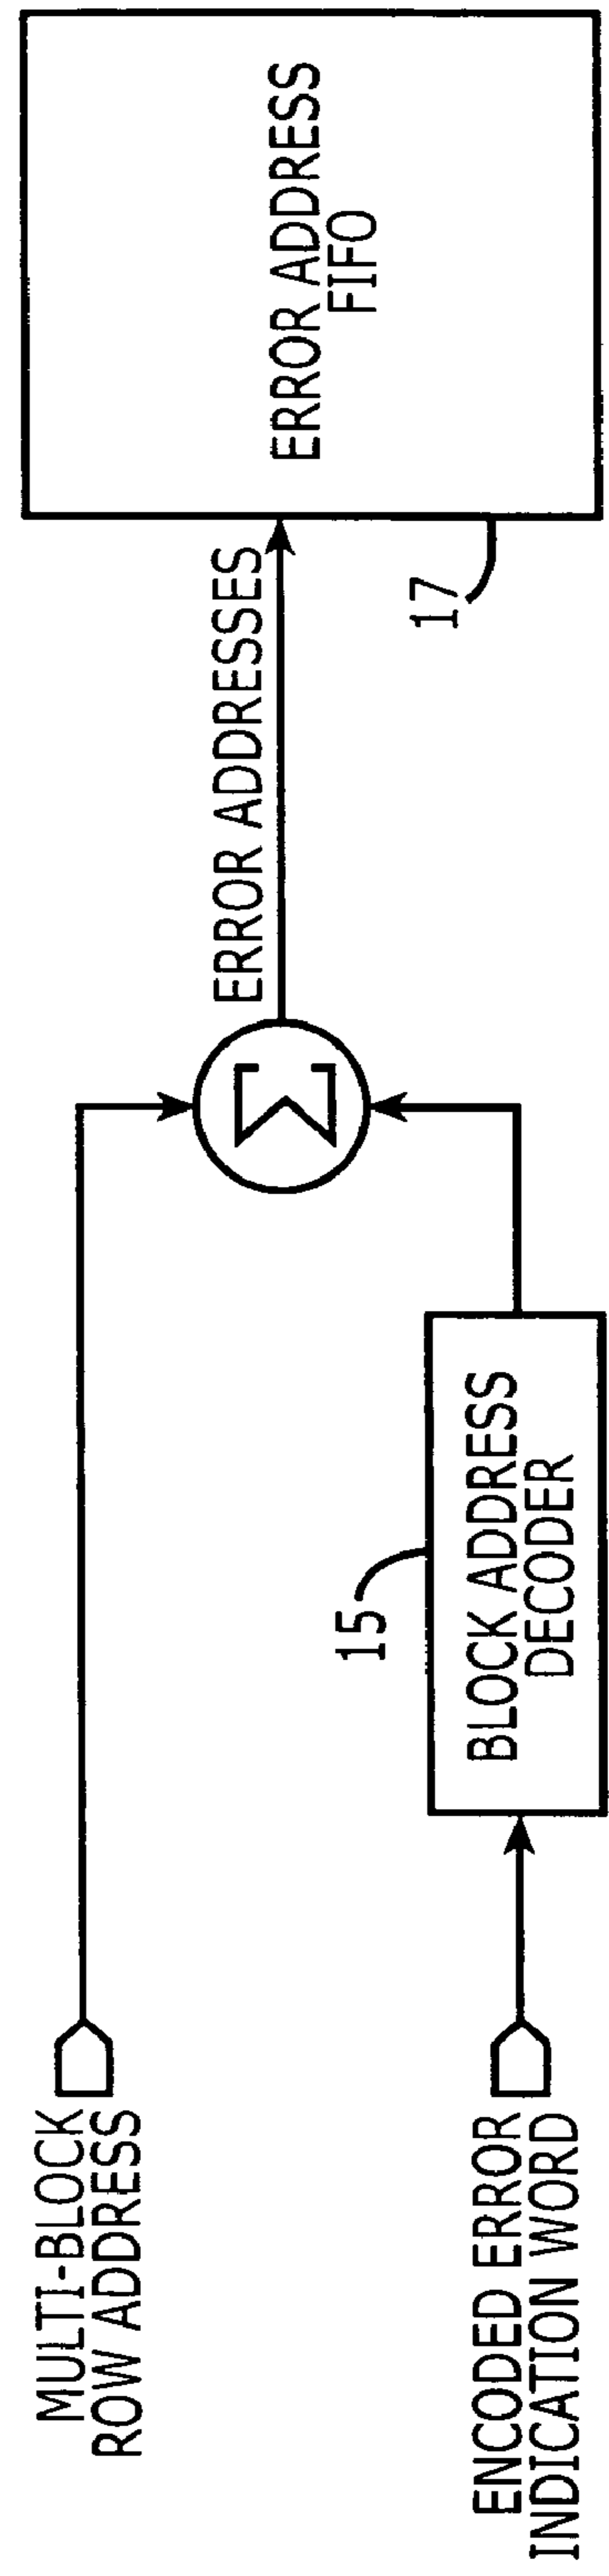 MULTI-BLOCK
ROW ADDRESS
ENCODED ERROR
INDICATION WORD
15
BLOCK ADDRESS
DECODER
Σ
ERROR ADDRESSES
17
ERROR ADDRESS
FIFO